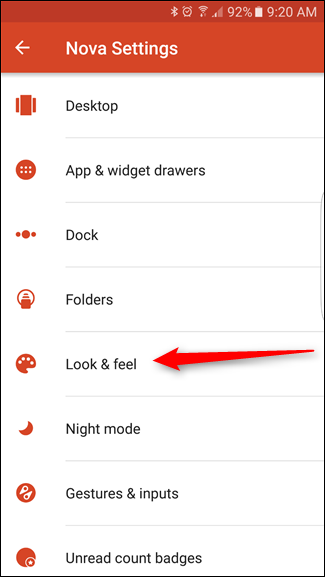 92% 9:20 AM
Nova Settings
Desktop
App & widget drawers
Dock
Folders
Look & feel
Night mode
Gestures & inputs
Unread count badges